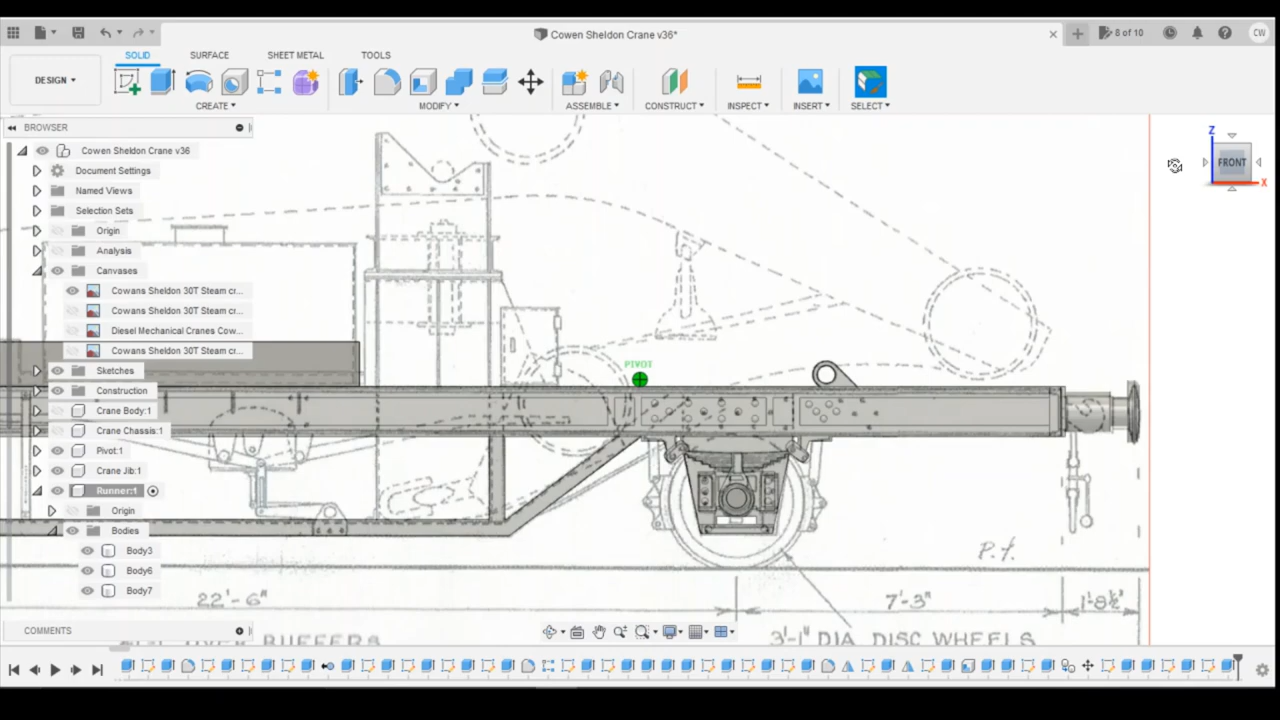 Cowen Sheldon Crane v36*
8 of 10
CW
DESIGN
SOLID
SURFACE
SHEET METAL
TOOLS
CREATE
MODIFY
ASSEMBLE
CONSTRUCT
INSPECT
INSERT
SELECT
BROWSER
Cowen Sheldon Crane v36
Document Settings
Named Views
Selection Sets
Origin
Analysis
Canvases
Cowans Sheldon 30T Steam cr...
Cowans Sheldon 30T Steam cr...
Diesel Mechanical Cranes Cow...
Cowans Sheldon 30T Steam cr...
Sketches
Construction
Crane Body:1
Crane Chassis:1
Pivot:1
Crane Jib:1
Runner:1
Origin
Bodies
Body3
Body6
Body7
COMMENTS
Z
FRONT
X
PIVOT
P.t.
22'-6"
7'-3"
1'-8½"
OVER BUFFERS
3'-1" DIA DISC WHEELS